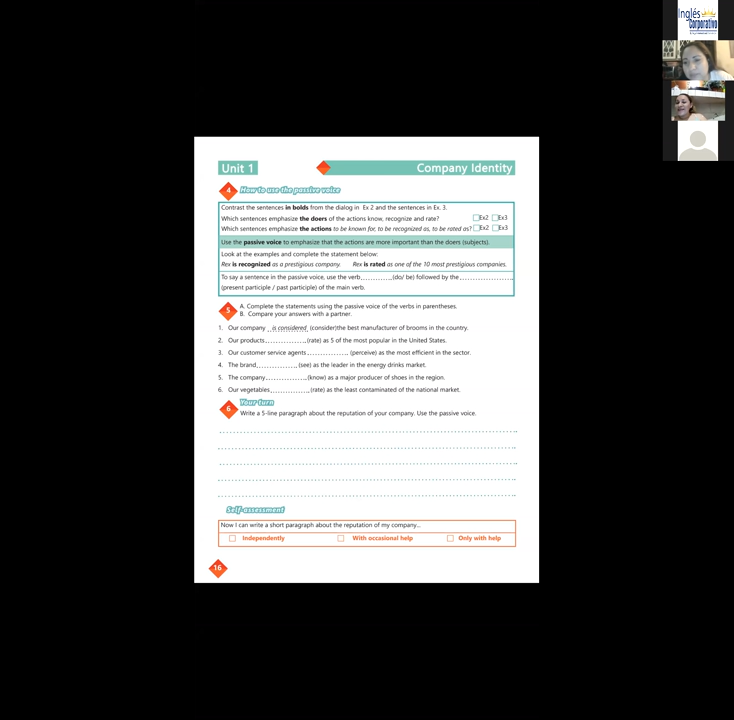 Inglés
Corporativo
Unit 1
Company Identity
4 How to use the passive voice
Contrast the sentences in bolds from the dialog in Ex 2 and the sentences in Ex. 3.
Which sentences emphasize the doers of the actions know, recognize and rate? Ex2 Ex3
Which sentences emphasize the actions to be known for, to be recognized as, to be rated as? Ex2 Ex3
Use the passive voice to emphasize that the actions are more important than the doers (subjects).
Look at the examples and complete the statement below:
Rex is recognized as a prestigious company. Rex is rated as one of the 10 most prestigious companies.
To say a sentence in the passive voice, use the verb............(do/ be) followed by the....................
(present participle / past participle) of the main verb.
5 A. Complete the statements using the passive voice of the verbs in parentheses.
B. Compare your answers with a partner.
1. Our company ..is considered. (consider)the best manufacturer of brooms in the country.
2. Our products...............(rate) as 5 of the most popular in the United States.
3. Our customer service agents............... (perceive) as the most efficient in the sector.
4. The brand............... (see) as the leader in the energy drinks market.
5. The company...............(know) as a major producer of shoes in the region.
6. Our vegetables...............(rate) as the least contaminated of the national market.
6 Your turn
Write a 5-line paragraph about the reputation of your company. Use the passive voice.
Self-assessment
Now I can write a short paragraph about the reputation of my company...
Independently With occasional help Only with help
16